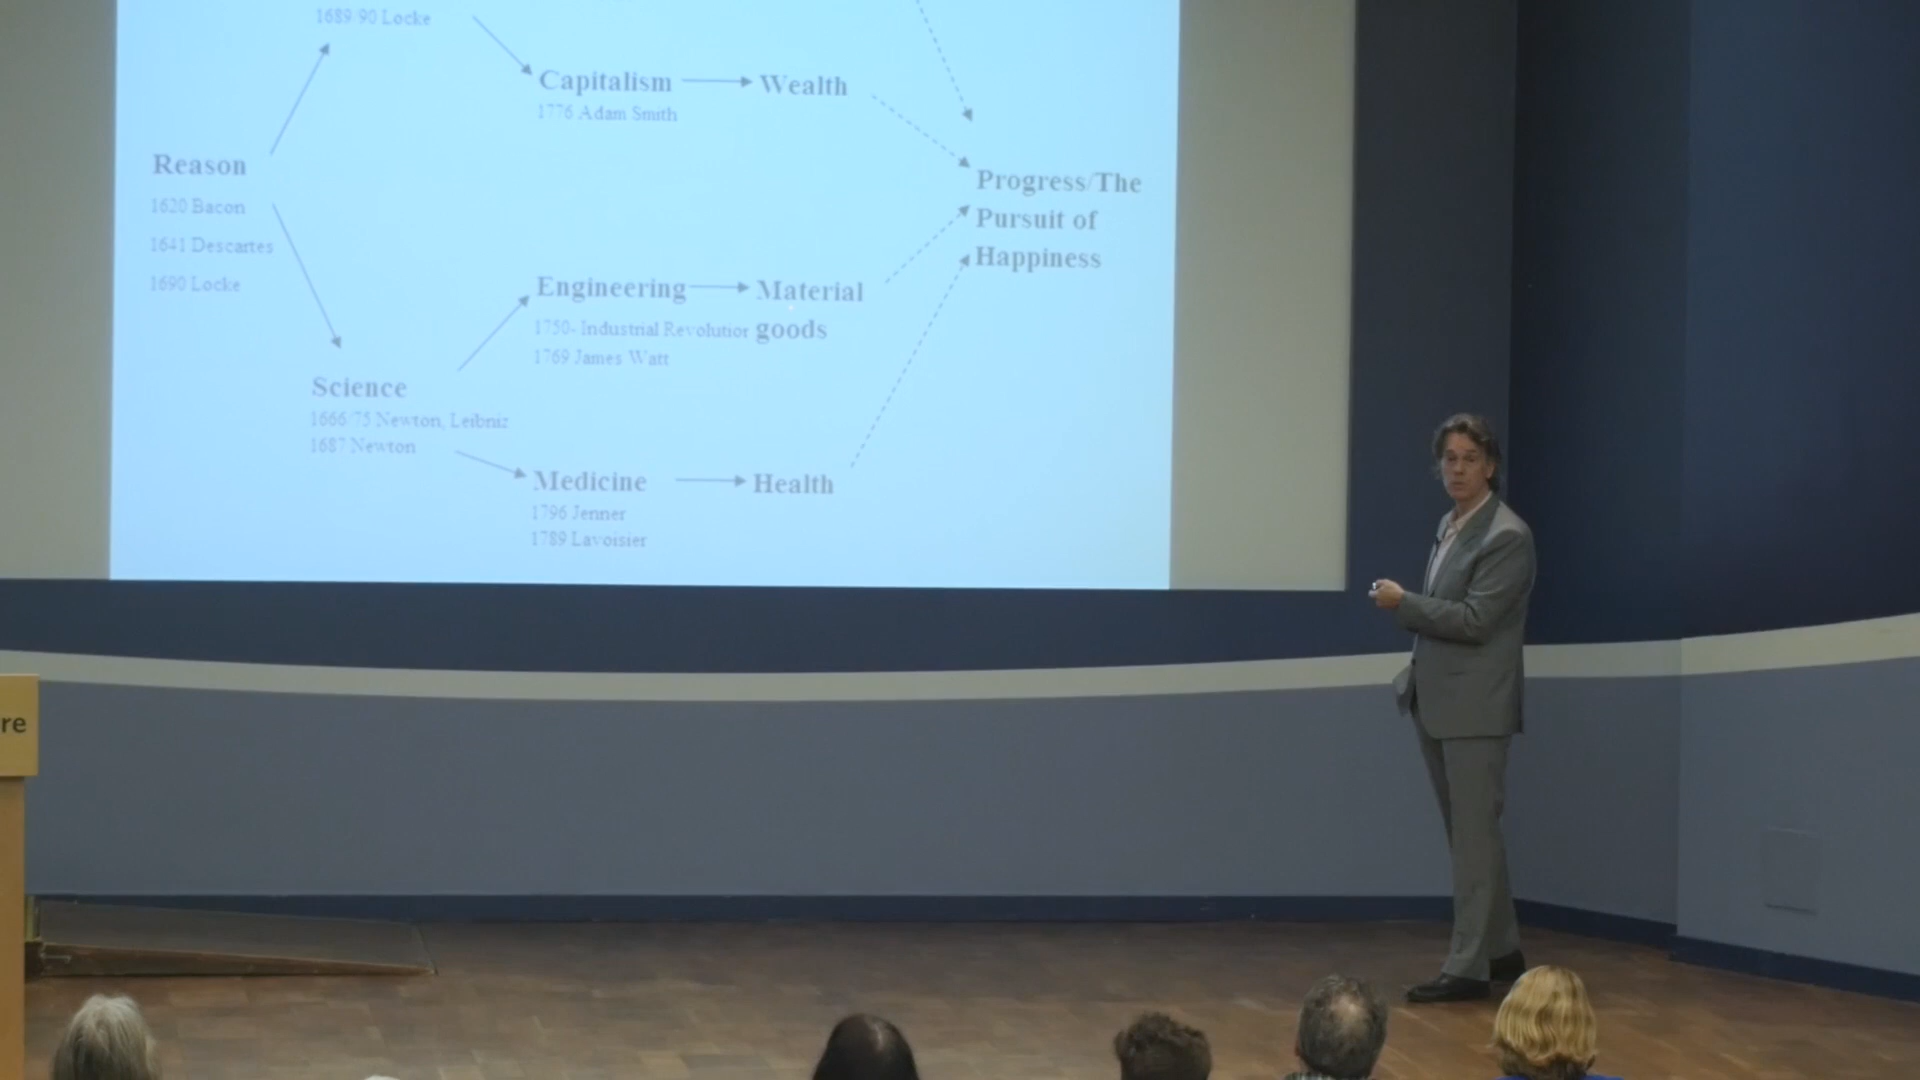 1689/90 Locke
Capitalism
Wealth
1776 Adam Smith
Reason
1620 Bacon
1641 Descartes
1690 Locke
Progress/The
Pursuit of
Happiness
Engineering
Material
goods
1750- Industrial Revolution
1769 James Watt
Science
1666/75 Newton, Leibniz
1687 Newton
Medicine
Health
1796 Jenner
1789 Lavoisier
re